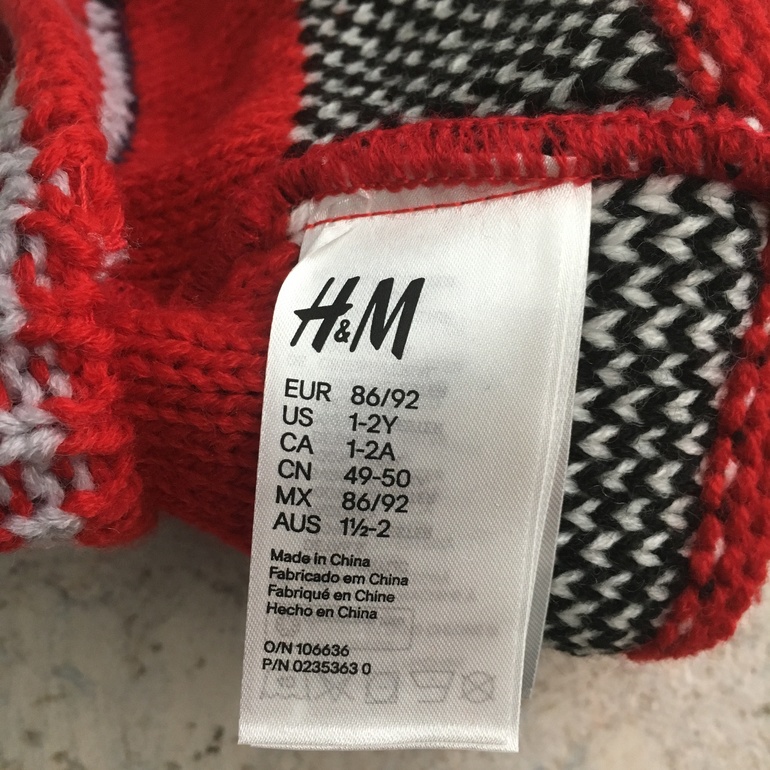 H&M
EUR 86/92
US 1-2Y
CA 1-2A
CN 49-50
MX 86/92
AUS 1½-2
Made in China
Fabricado em China
Fabriqué en Chine
Hecho en China
O/N 106636
P/N 0235363 0